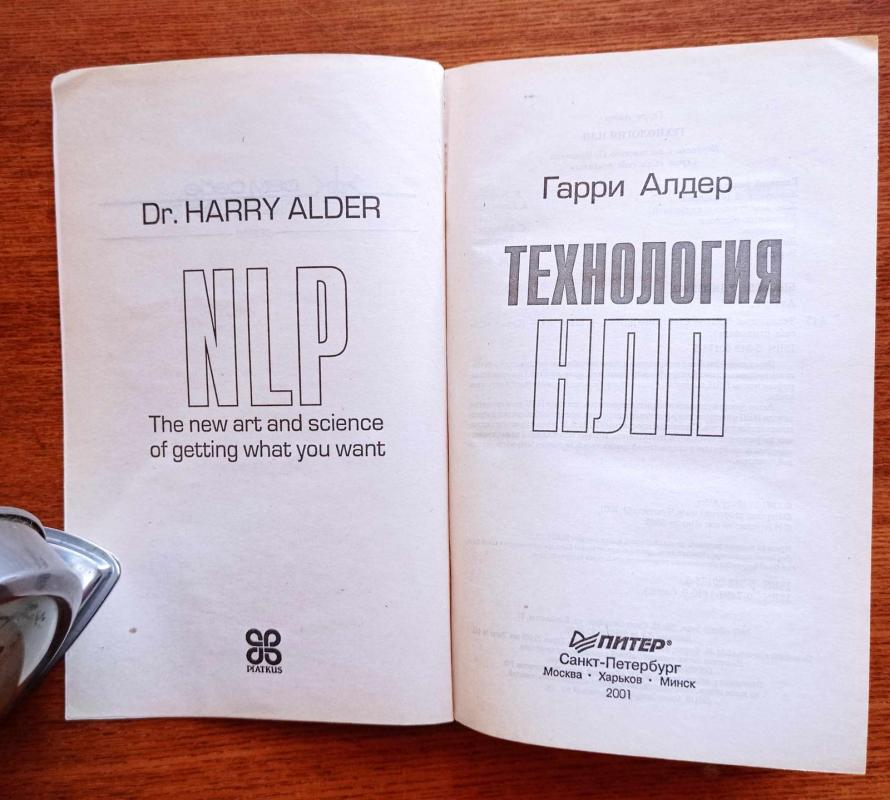 Dr. HARRY ALDER
NLP
The new art and science
of getting what you want
PIATKUS
Гарри Алдер
ТЕХНОЛОГИЯ
НЛП
ПИТЕР®
Санкт-Петербург
Москва · Харьков · Минск
2001